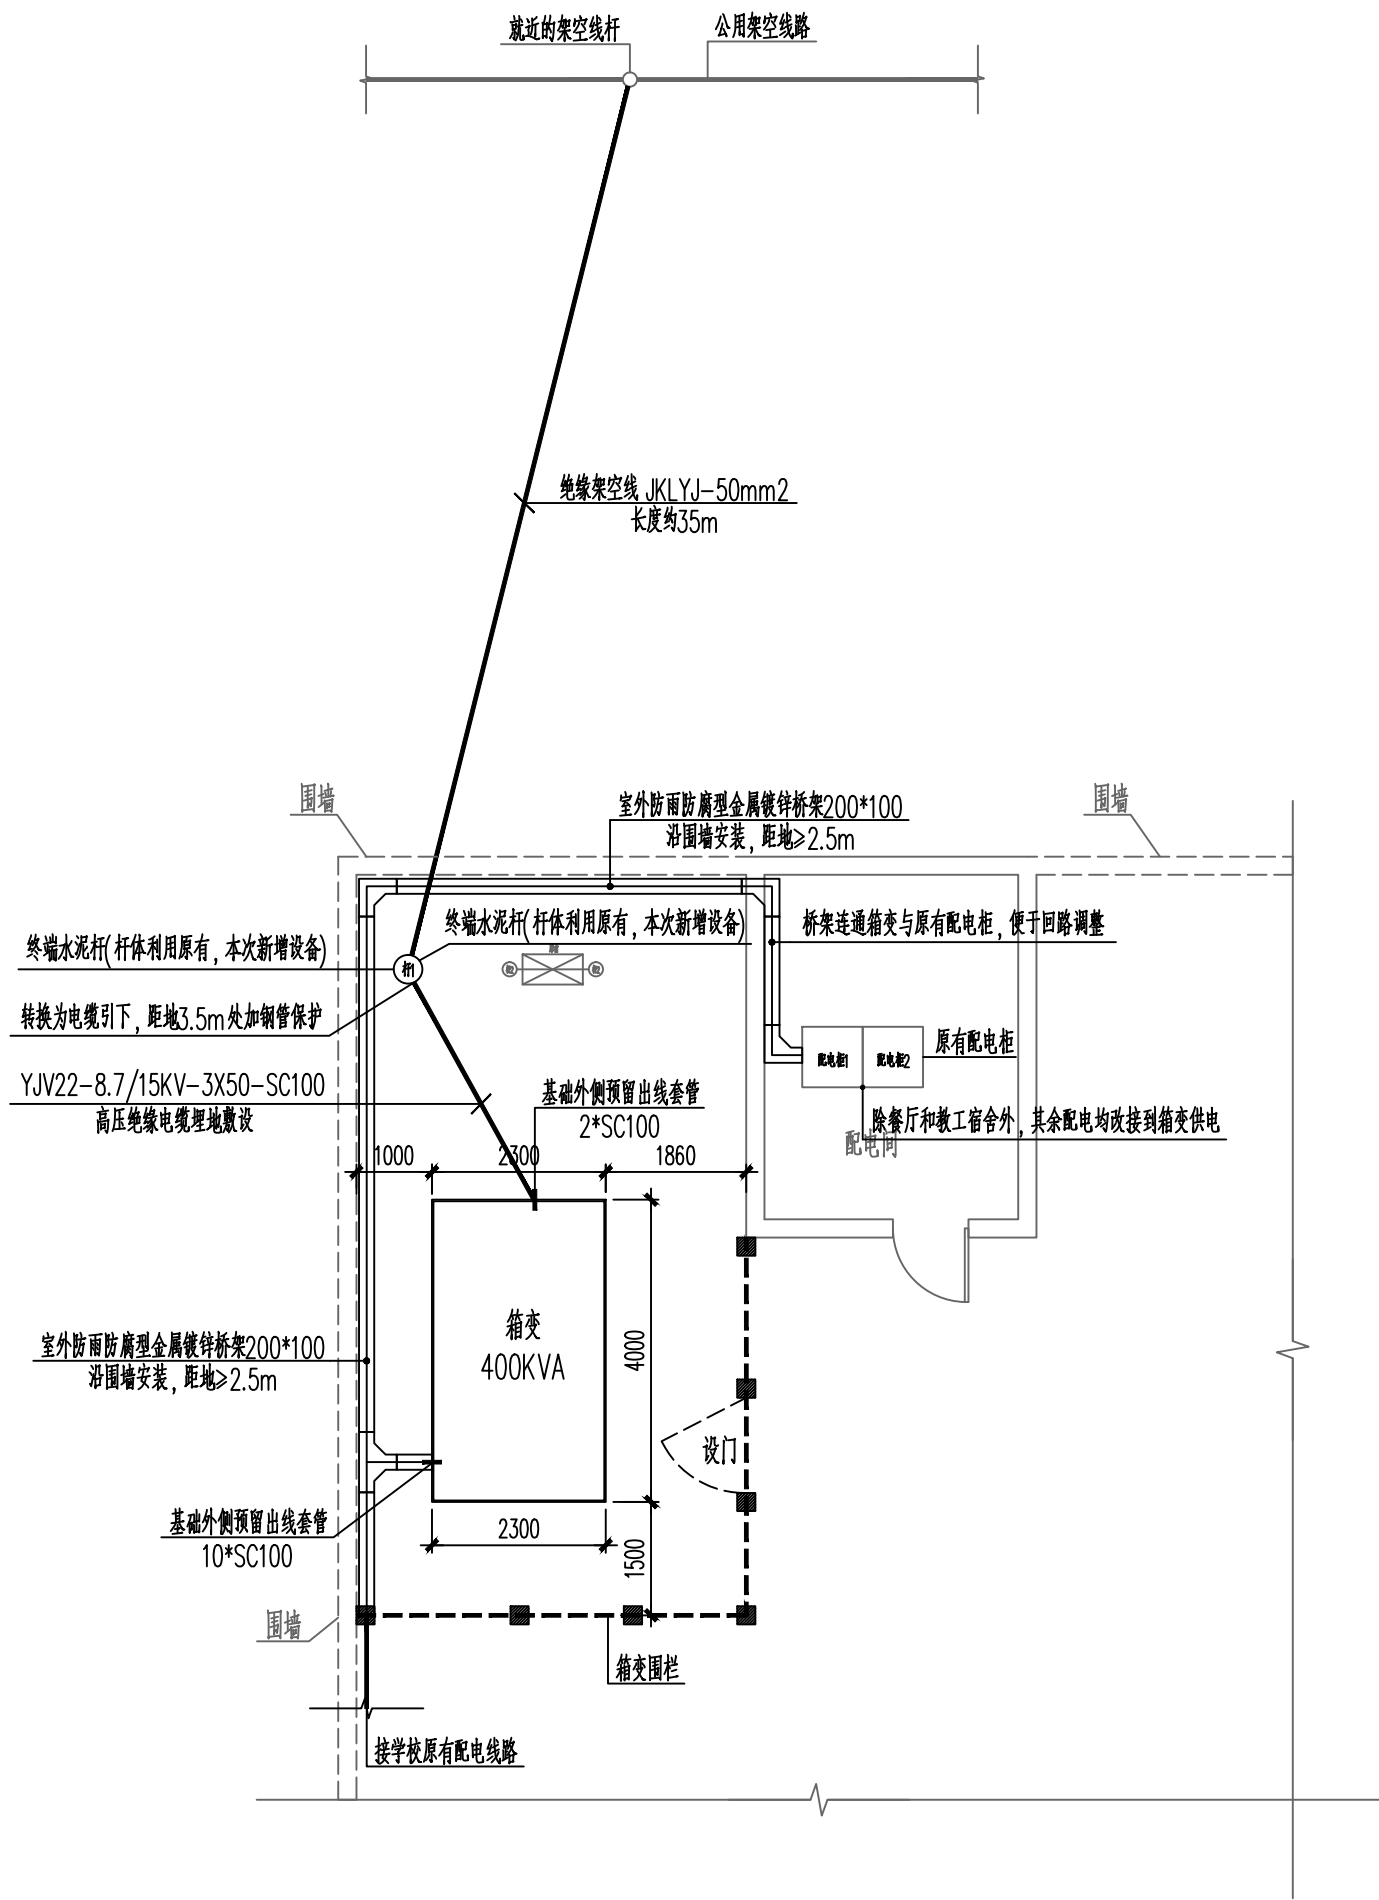 就近的架空线杆
公用架空线路
绝缘架空线 JKLYJ-50mm2
长度约35m
围墙
室外防雨防腐型金属镀锌桥架200*100
沿围墙安装，距地≥2.5m
围墙
终端水泥杆(杆体利用原有，本次新增设备)
桥架连通箱变与原有配电柜，便于回路调整
终端水泥杆(杆体利用原有，本次新增设备)
杆1
转换为电缆引下，距地3.5m处加钢管保护
原有配电柜
配电柜1
配电柜2
YJV22-8.7/15KV-3X50-SC100
高压绝缘电缆埋地敷设
基础外侧预留出线套管
2*SC100
除餐厅和教工宿舍外，其余配电均改接到箱变供电
配电间
1000
2300
1860
箱变
400KVA
4000
室外防雨防腐型金属镀锌桥架200*100
沿围墙安装，距地≥2.5m
设门
基础外侧预留出线套管
10*SC100
2300
1500
围墙
箱变围栏
接学校原有配电线路